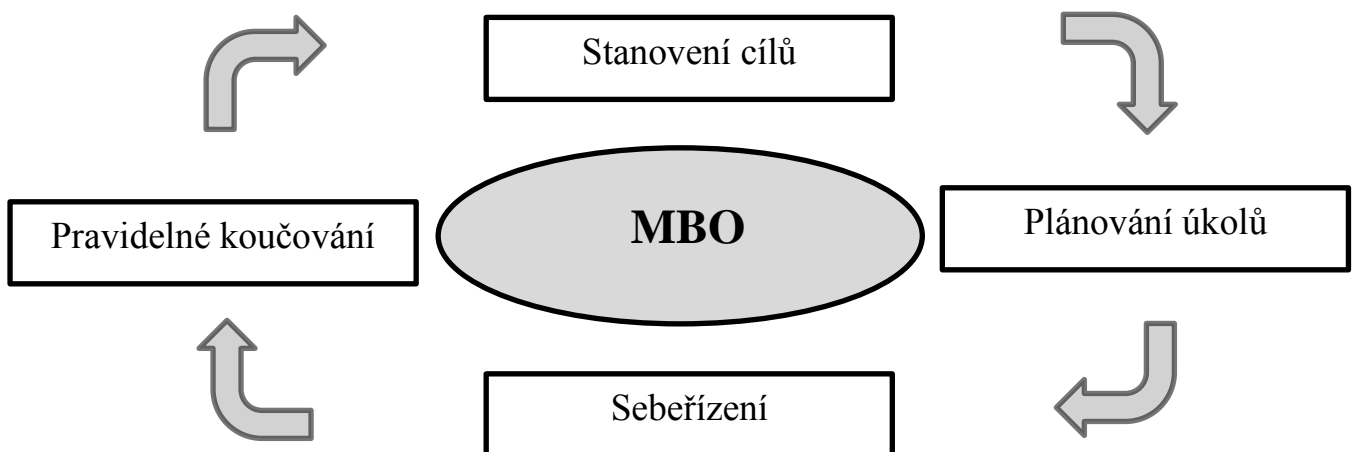 Stanovení cílů
Pravidelné koučování
MBO
Plánování úkolů
Sebeřízení